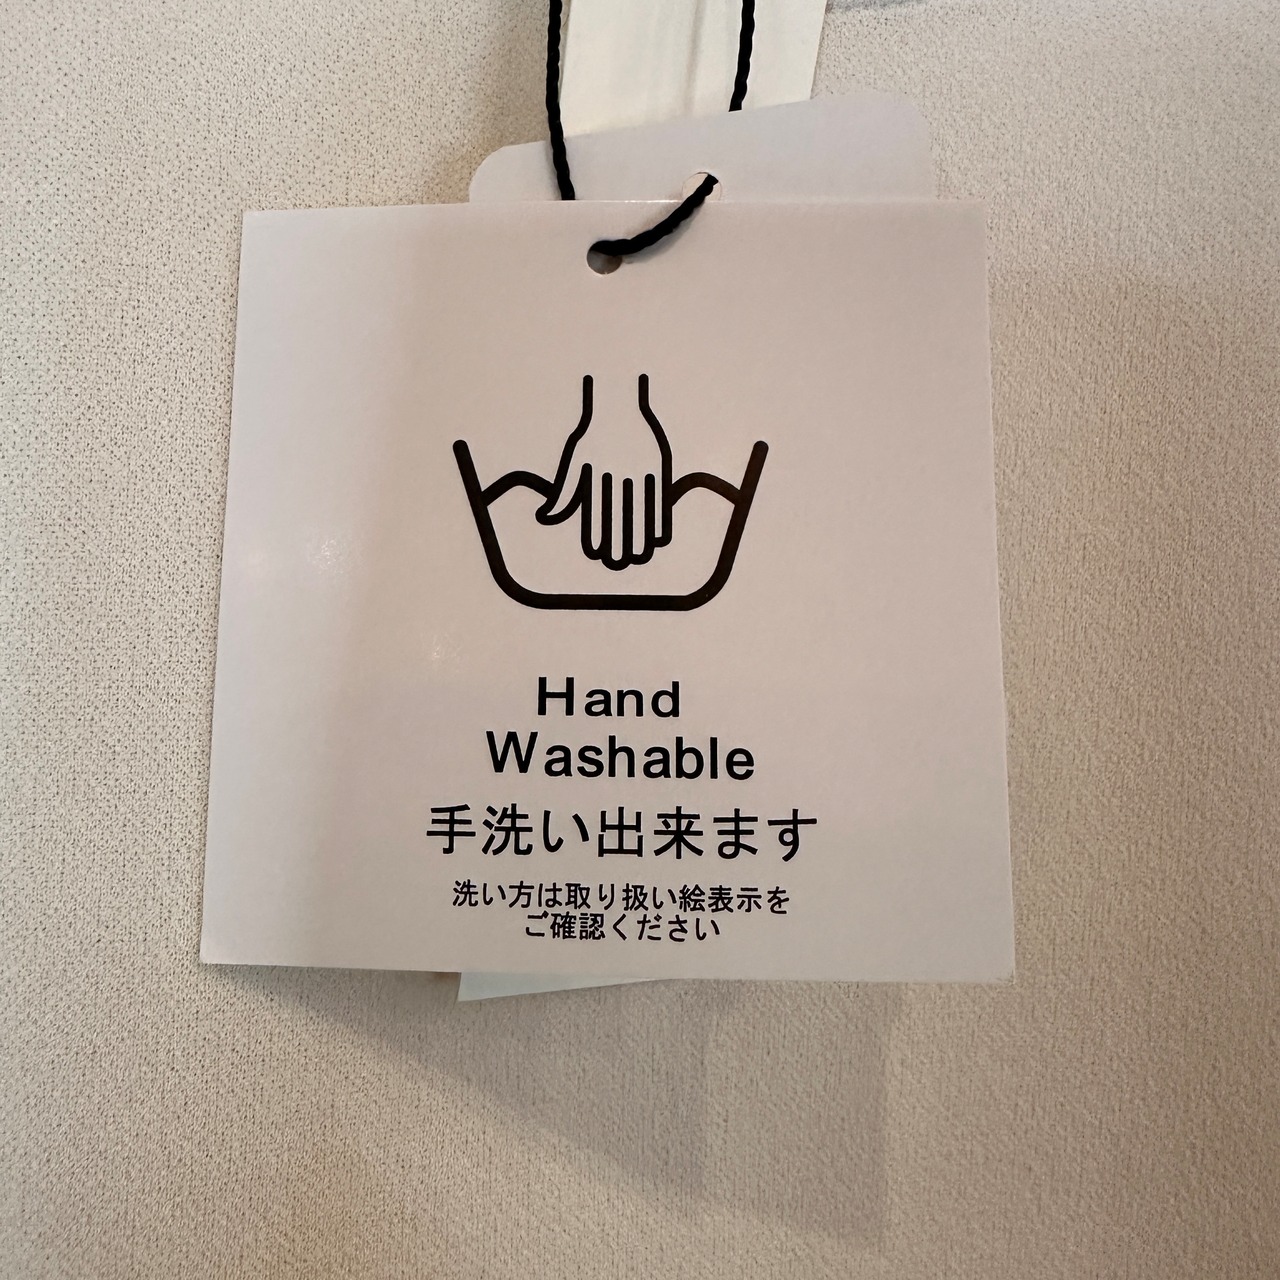 Hand
Washable
手洗い出来ます
洗い方は取り扱い絵表示を
ご確認ください